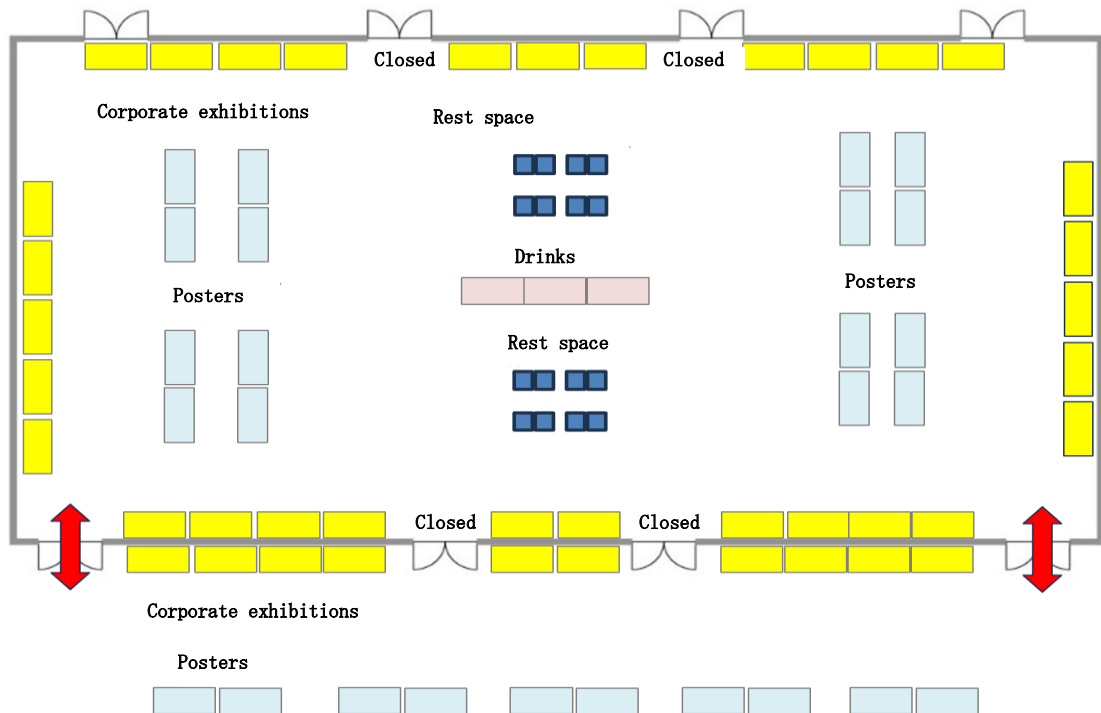 Closed
Closed
Corporate exhibitions
Rest space
Drinks
Posters
Posters
Rest space
Closed
Closed
Corporate exhibitions
Posters